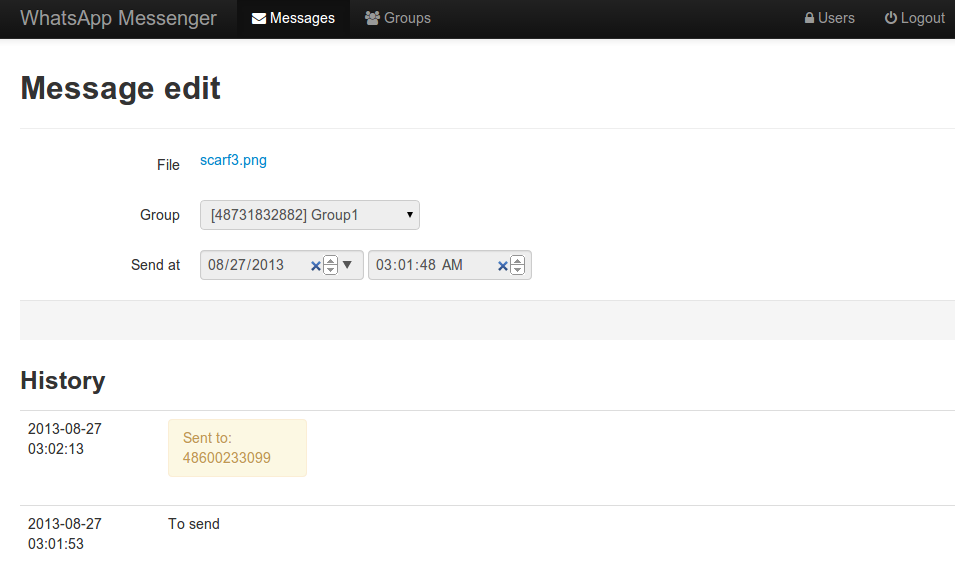 WhatsApp Messenger Messages Groups Users Logout
Message edit
File scarf3.png
Group [48731832882] Group1
Send at 08/27/2013 03:01:48 AM
History
2013-08-27 Sent to:
03:02:13 48600233099
2013-08-27 To send
03:01:53